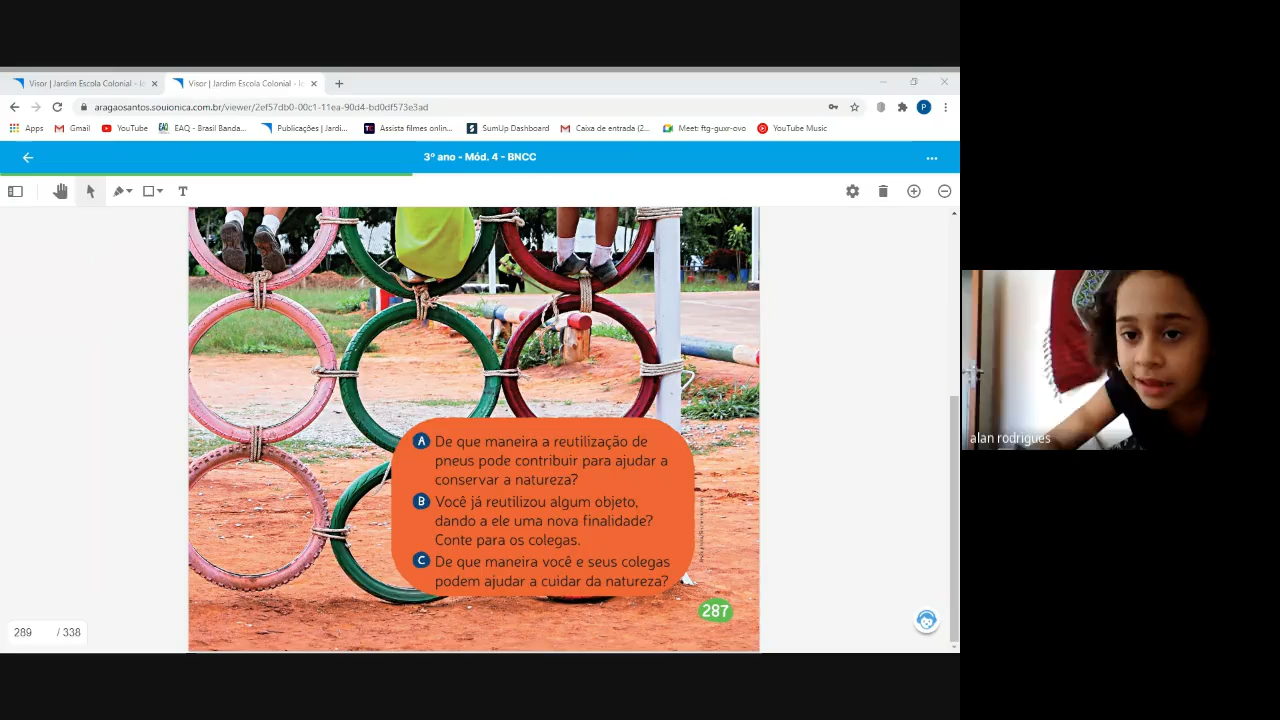 Visor | Jardim Escola Colonial - Io
Visor | Jardim Escola Colonial - Io
aragaosantos.souionica.com.br/viewer/2ef57db0-00c1-11ea-90d4-bd0df573e3ad
P
Apps
Gmail
YouTube
EAQ - Brasil Banda...
Publicações | Jardi...
Assista filmes onlin...
SumUp Dashboard
Caixa de entrada (2...
Meet: ftg-guxr-ovo
YouTube Music
3º ano - Mód. 4 - BNCC
T
A De que maneira a reutilização de
pneus pode contribuir para ajudar a
conservar a natureza?
B Você já reutilizou algum objeto,
dando a ele uma nova finalidade?
Conte para os colegas.
C De que maneira você e seus colegas
podem ajudar a cuidar da natureza?
287
289 / 338
alan rodrigues